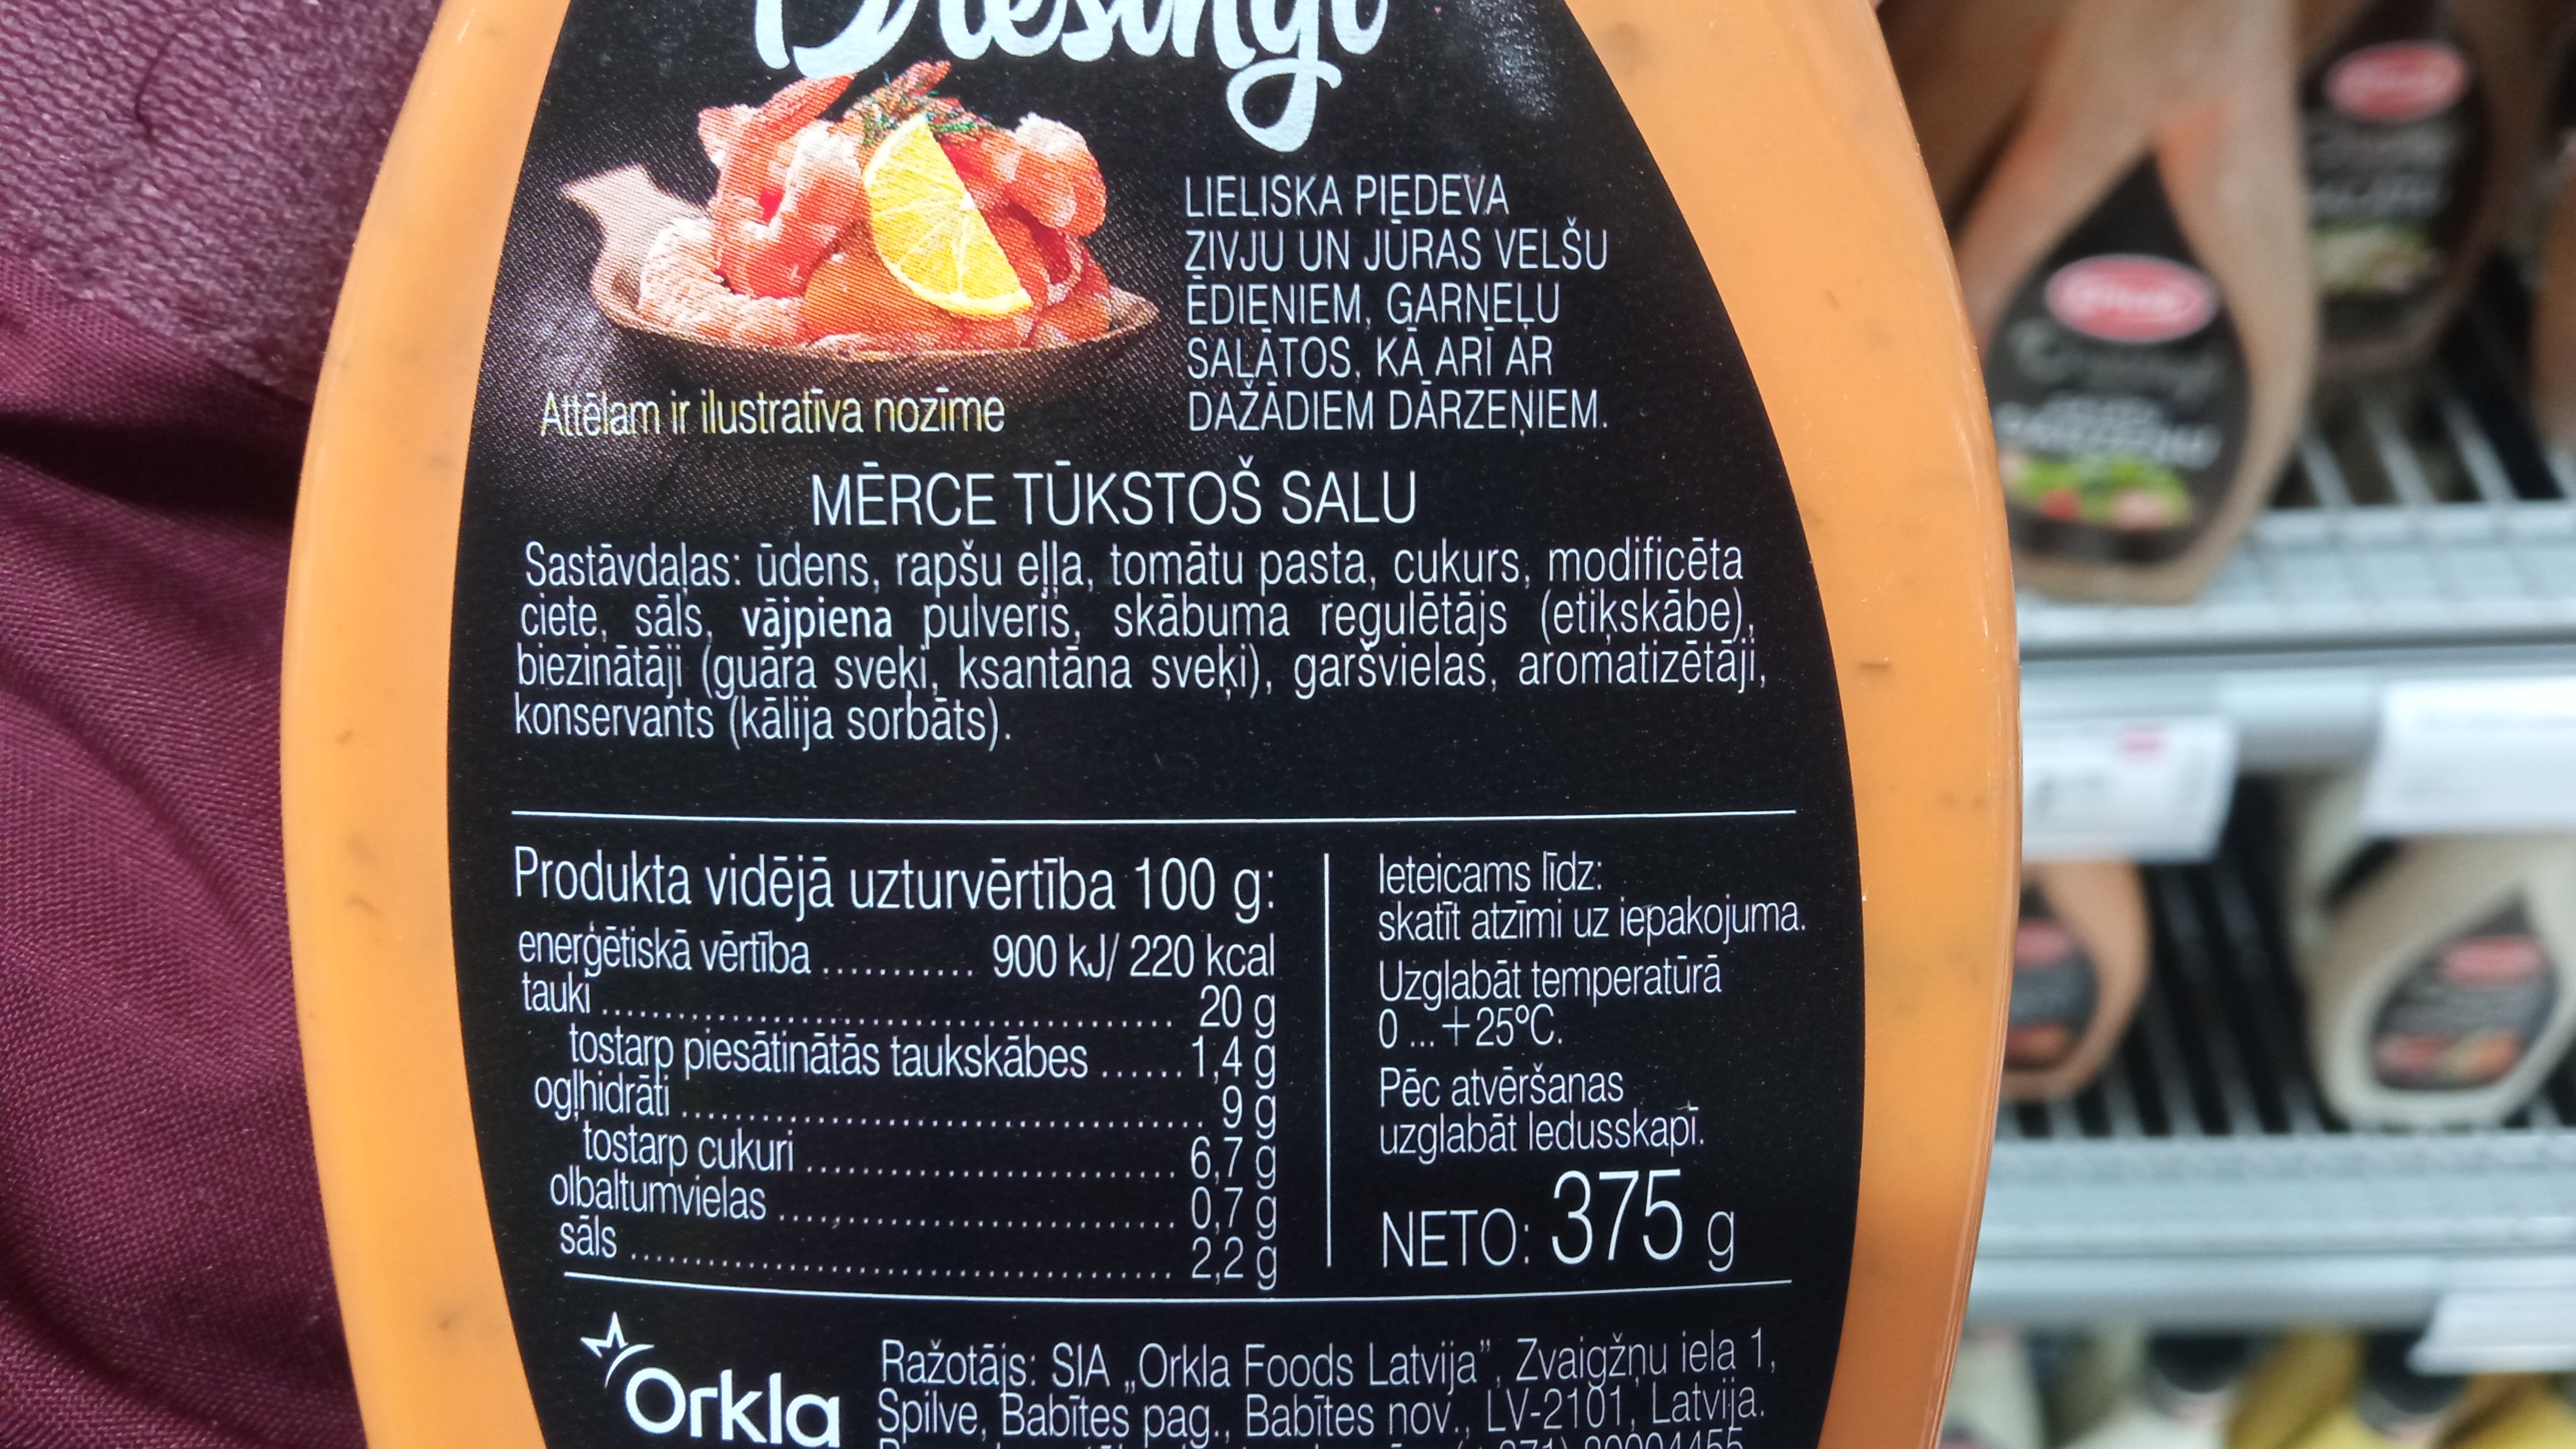 Dresingi
LIELISKA PIEDEVA
ZIVJU UN JŪRAS VELŠU
ĒDIENIEM, GARNEĻU
SALĀTOS, KĀ ARĪ AR
DAŽĀDIEM DĀRZEŅIEM.
Attēlam ir ilustratīva nozīme
MĒRCE TŪKSTOŠ SALU
Sastāvdaļas: ūdens, rapšu eļļa, tomātu pasta, cukurs, modificēta
ciete, sāls, vājpiena pulveris, skābuma regulētājs (etiķskābe),
biezinātāji (guāra sveķi, ksantāna sveķi), garšvielas, aromatizētāji,
konservants (kālija sorbāts).
Produkta vidējā uzturvērtība 100 g:
enerģētiskā vērtība ........... 900 kJ/ 220 kcal
tauki ........................................ 20 g
tostarp piesātinātās taukskābes ......1,4 g
ogļhidrāti ..................................... 9 g
tostarp cukuri .......................... 6,7 g
olbaltumvielas ............................ 0,7 g
sāls ...................................... 2,2 g
Ieteicams līdz:
skatīt atzīmi uz iepakojuma.
Uzglabāt temperatūrā
0 ... +25°C.
Pēc atvēršanas
uzglabāt ledusskapī.
NETO: 375 g
Orkla
Ražotājs: SIA „Orkla Foods Latvija", Zvaigžņu iela 1,
Spilve, Babītes pag., Babītes nov., LV-2101, Latvija.